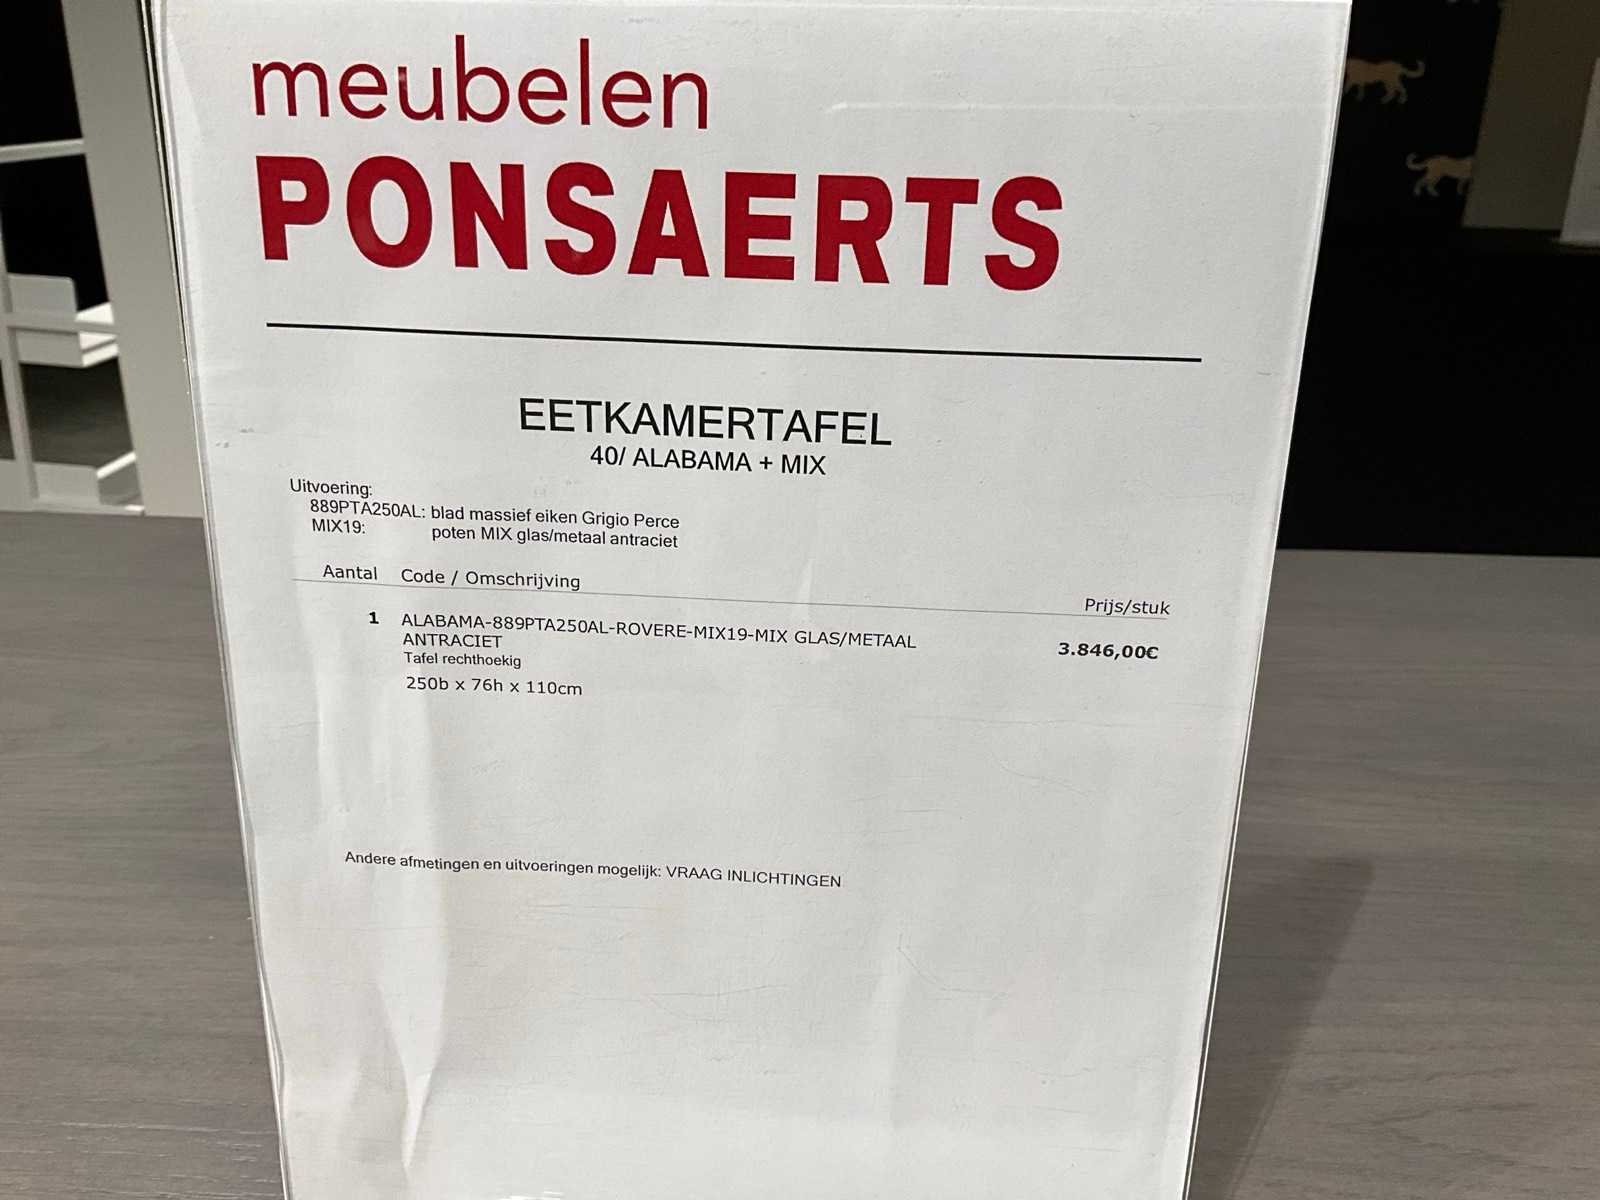 meubelen
PONSAERTS
EETKAMERTAFEL
40/ ALABAMA + MIX
Uitvoering:
889PTA250AL: blad massief eiken Grigio Perce
MIX19: poten MIX glas/metaal antraciet
Aantal Code / Omschrijving Prijs/stuk
1 ALABAMA-889PTA250AL-ROVERE-MIX19-MIX GLAS/METAAL 3.846,00€
ANTRACIET
Tafel rechthoekig
250b x 76h x 110cm
Andere afmetingen en uitvoeringen mogelijk: VRAAG INLICHTINGEN